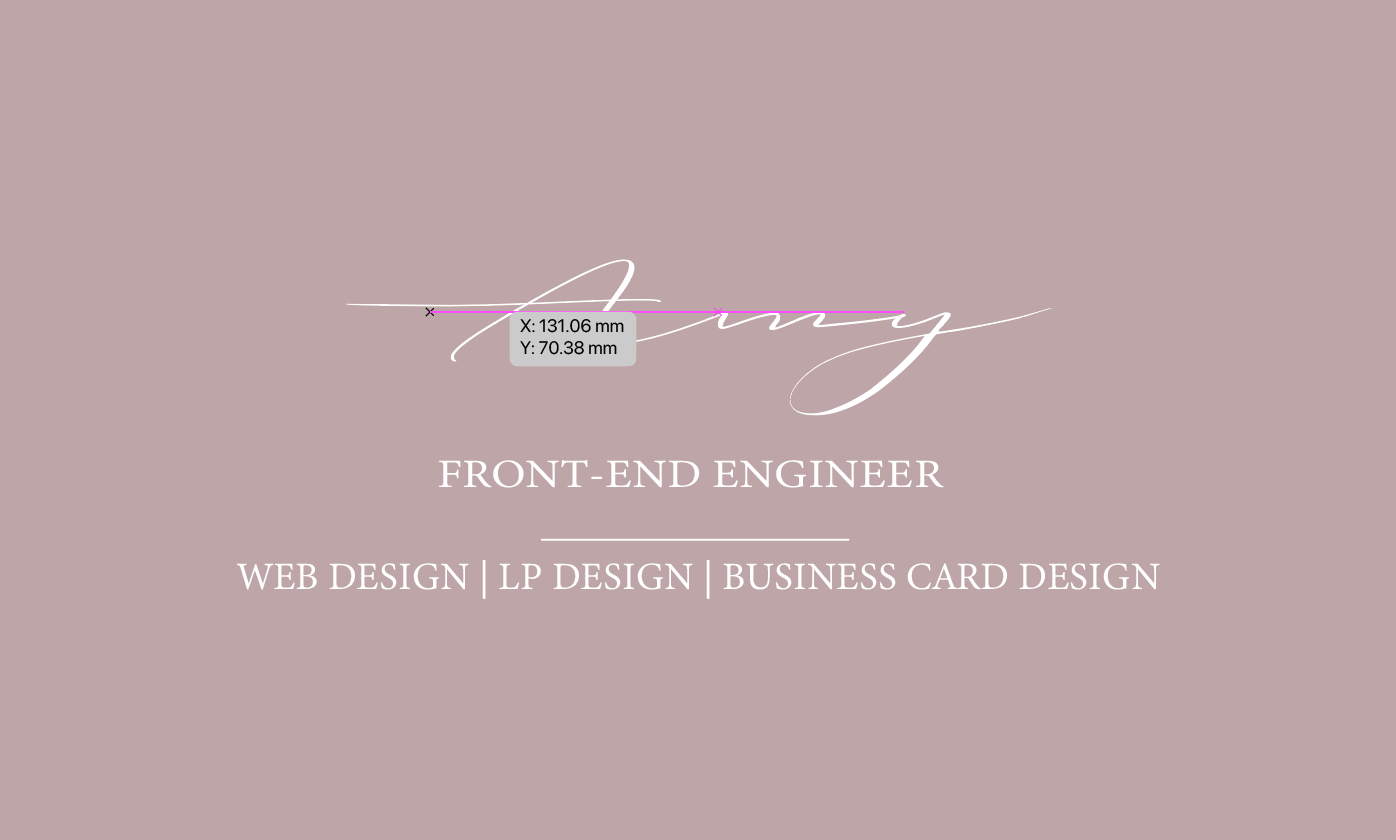 Amy
X: 131.06 mm
Y: 70.38 mm
FRONT-END ENGINEER
WEB DESIGN | LP DESIGN | BUSINESS CARD DESIGN